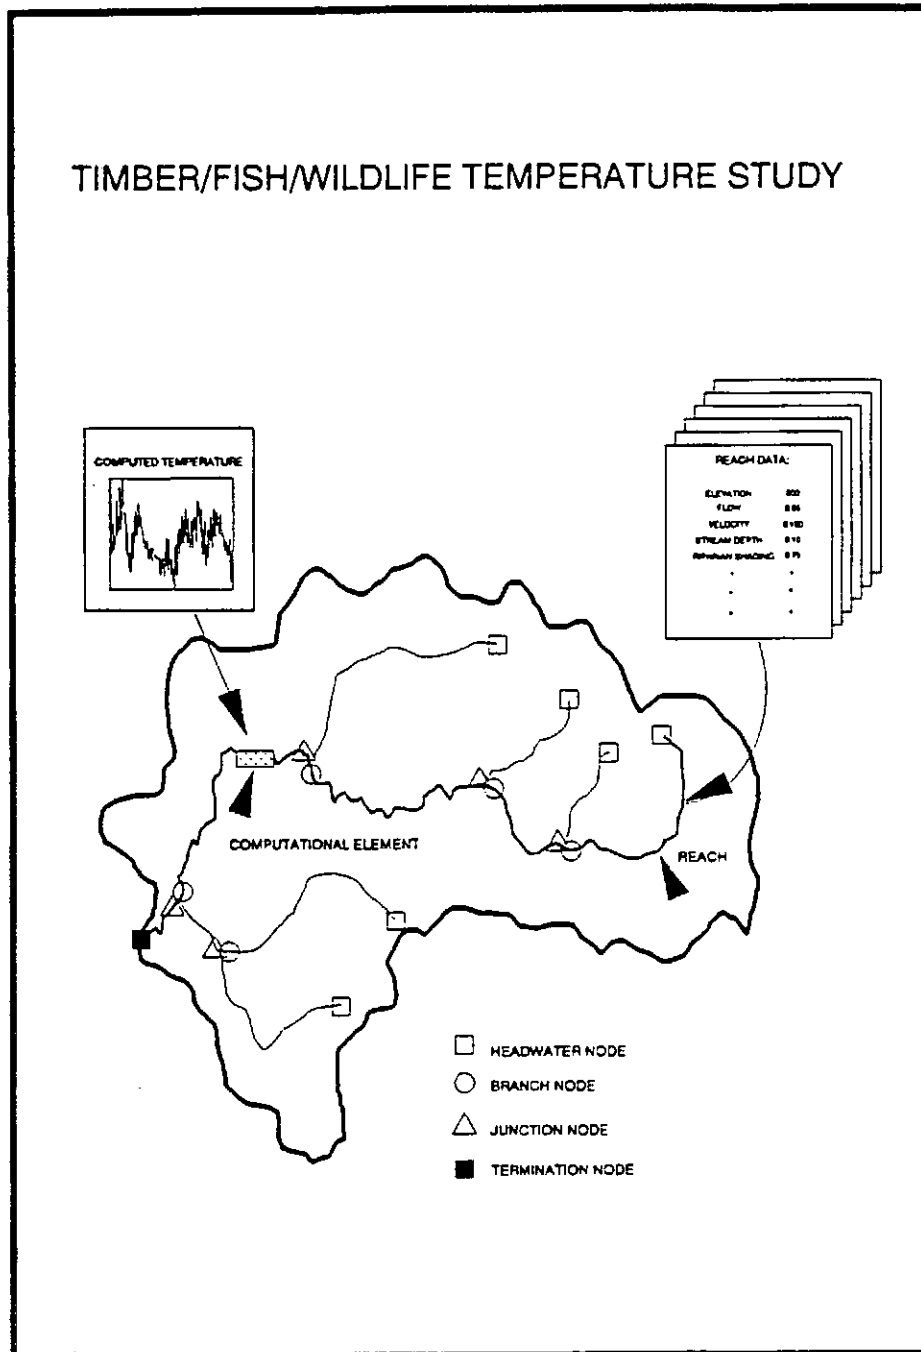 TIMBER/FISH/WILDLIFE TEMPERATURE STUDY
COMPUTED TEMPERATURE
REACH DATA:
ELEVATION
FLOW
VELOCITY
STREAM DEPTH
RIPARIAN SHADING
COMPUTATIONAL ELEMENT
REACH
HEADWATER NODE
BRANCH NODE
JUNCTION NODE
TERMINATION NODE